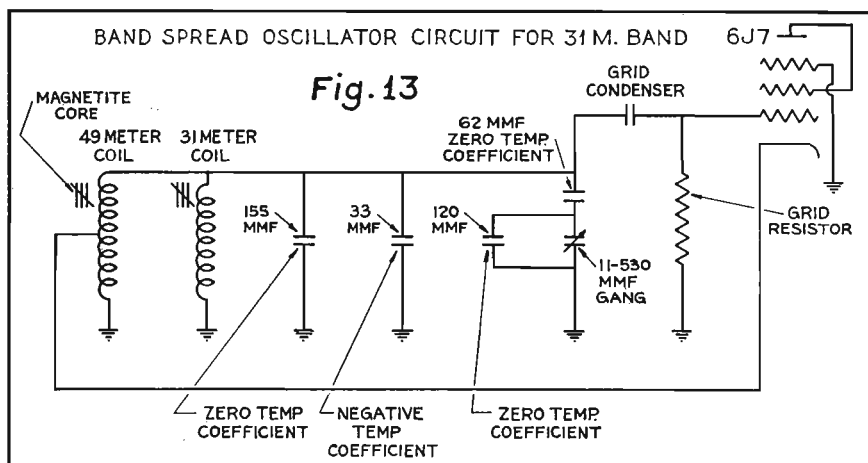 BAND SPREAD OSCILLATOR CIRCUIT FOR 31 M. BAND
6J7
Fig. 13
MAGNETITE
CORE
49 METER
COIL
31 METER
COIL
GRID
CONDENSER
62 MMF
ZERO TEMP.
COEFFICIENT
155
MMF
33
MMF
120
MMF
11-530
MMF
GANG
GRID
RESISTOR
ZERO TEMP.
COEFFICIENT
NEGATIVE
TEMP
COEFFICIENT
ZERO TEMP.
COEFFICIENT